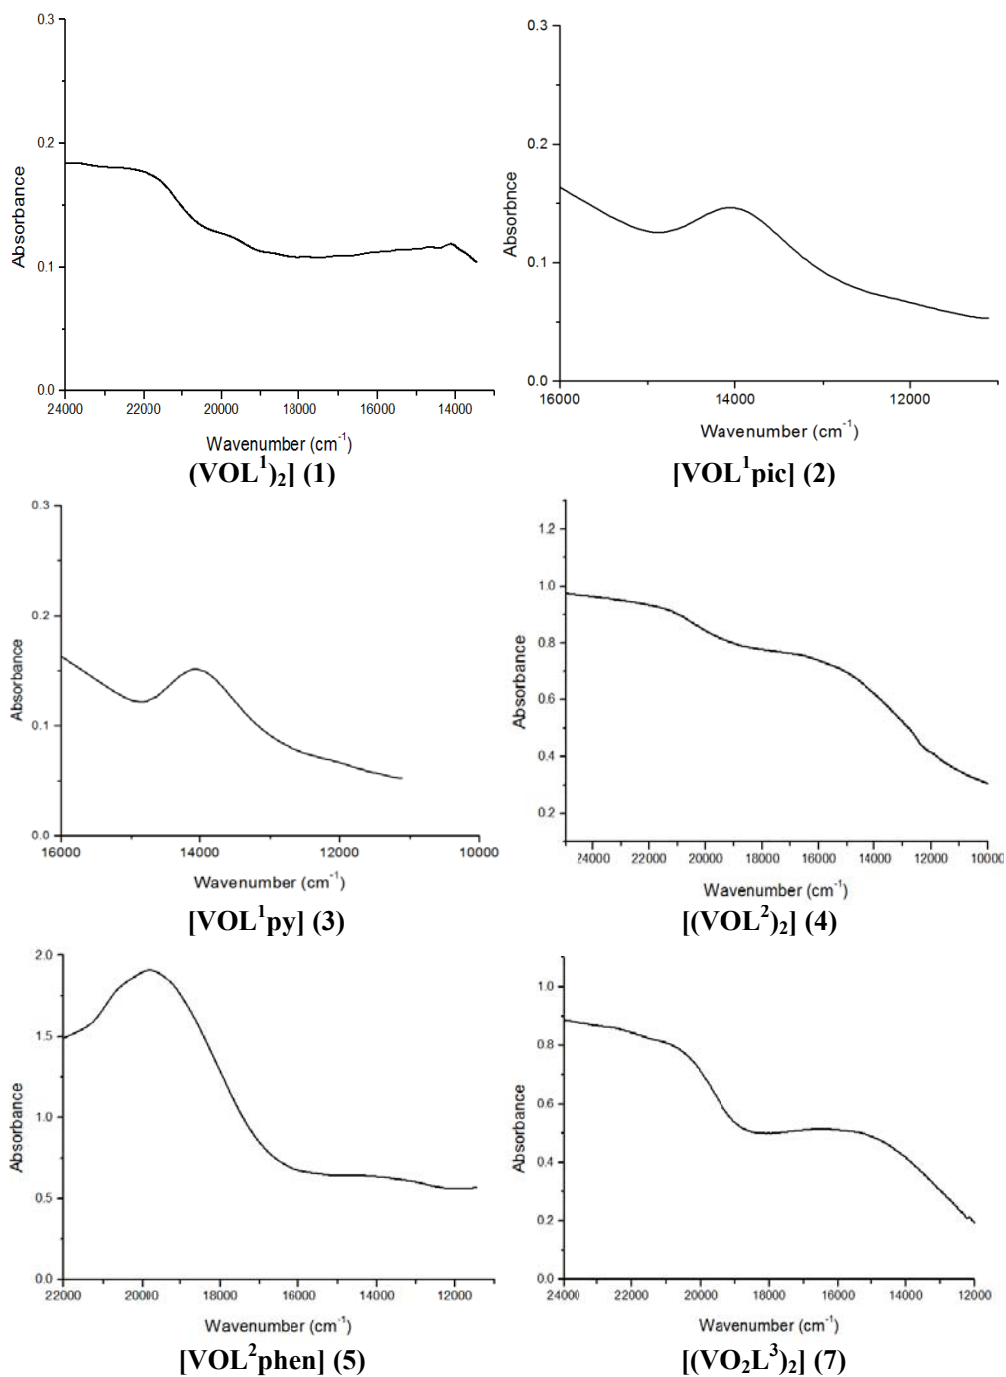 0.3
0.2
0.1
0.0
Absorbance
24000 22000 20000 18000 16000 14000
Wavenumber (cm⁻¹)
(VOL¹)₂] (1)
0.3
0.2
0.1
0.0
Absorbnce
16000 14000 12000
Wavenumber (cm⁻¹)
[VOL¹pic] (2)
0.3
0.2
0.1
0.0
Absorbance
16000 14000 12000 10000
Wavenumber (cm⁻¹)
[VOL¹py] (3)
1.2
1.0
0.8
0.6
0.4
0.2
Absorbance
24000 22000 20000 18000 16000 14000 12000 10000
Wavenumber (cm⁻¹)
[(VOL²)₂] (4)
2.0
1.5
1.0
0.5
0.0
Absorbance
22000 20000 18000 16000 14000 12000
Wavenumber (cm⁻¹)
[VOL²phen] (5)
1.0
0.8
0.6
0.4
0.2
0.0
Absorbance
24000 22000 20000 18000 16000 14000 12000
Wavenumber (cm⁻¹)
[(VO₂L³)₂] (7)